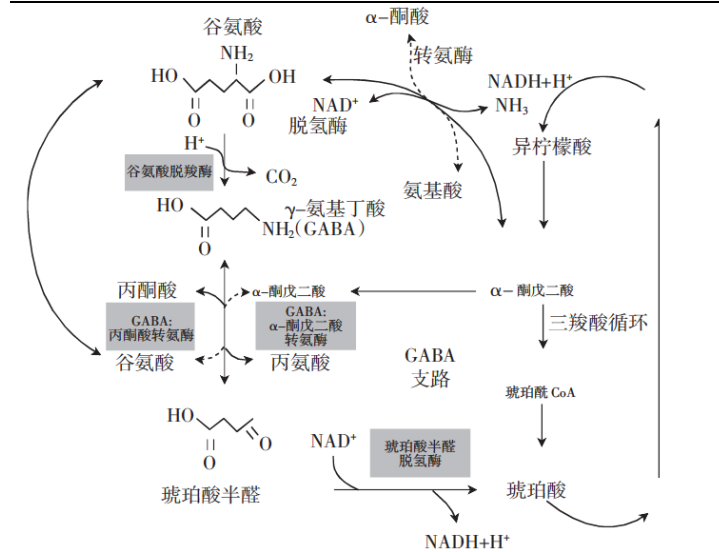 谷氨酸
NH₂
HO
OH
O
O
α-酮酸
转氨酶
NADH+H⁺
NH₃
NAD⁺
脱氢酶
异柠檬酸
H⁺
谷氨酸脱羧酶
CO₂
氨基酸
HO
O
γ-氨基丁酸
NH₂(GABA)
丙酮酸
α-酮戊二酸
α- 酮戊二酸
GABA:
丙酮酸转氨酶
GABA:
α-酮戊二酸
转氨酶
三羧酸循环
谷氨酸
丙氨酸
GABA
支路
琥珀酰 CoA
HO
O
O
NAD⁺
琥珀酸半醛
脱氢酶
琥珀酸半醛
琥珀酸
NADH+H⁺